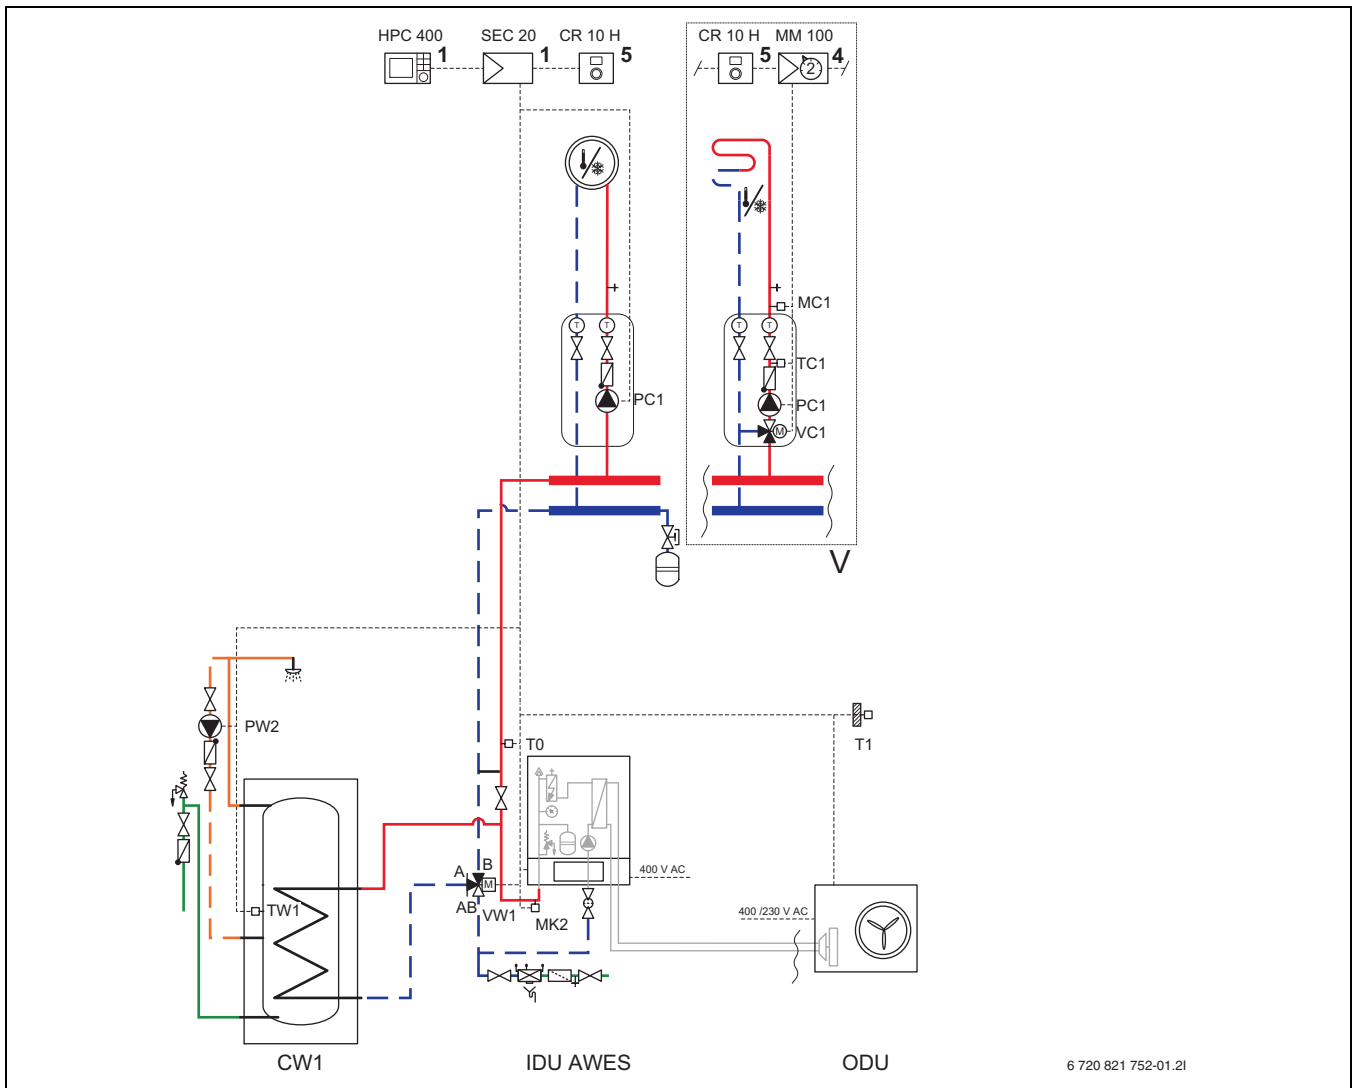 HPC 400 SEC 20 CR 10 H CR 10 H MM 100
1 1 5 5 2 4
MC1
T T T T
TC1
PC1 PC1
M VC1
V
PW2
T0 T1
A B
M
400 V AC
TW1
AB VW1 MK2
400 /230 V AC
CW1 IDU AWES ODU
6 720 821 752-01.2I